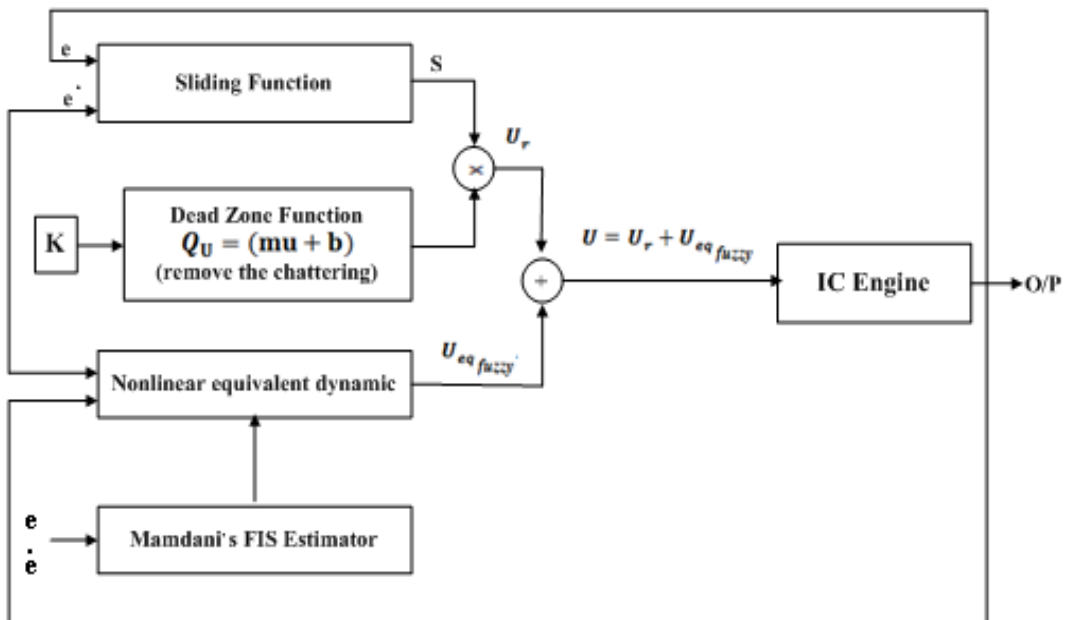 e
Sliding Function
S
e ·
U_r
×
K
Dead Zone Function
Q_U = (mu + b)
(remove the chattering)
U = U_r + U_eq_fuzzy
+
IC Engine
O/P
U_eq_fuzzy
Nonlinear equivalent dynamic
e
ė
Mamdani's FIS Estimator